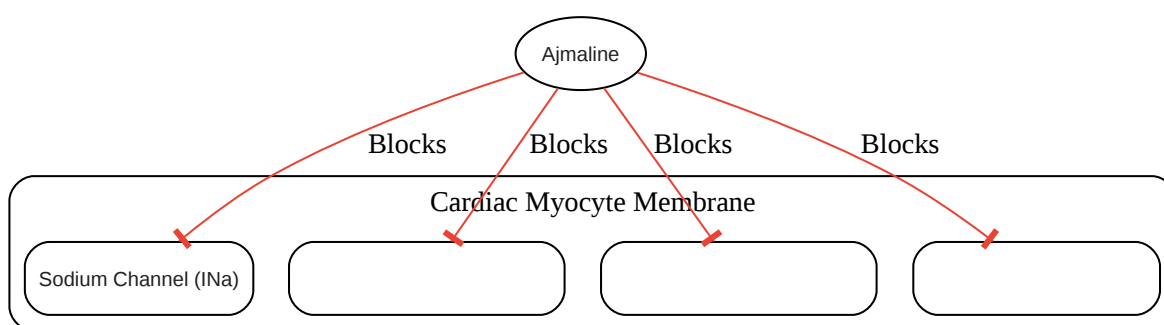 Ajmaline
Blocks Blocks Blocks Blocks
Cardiac Myocyte Membrane
Sodium Channel (INa)